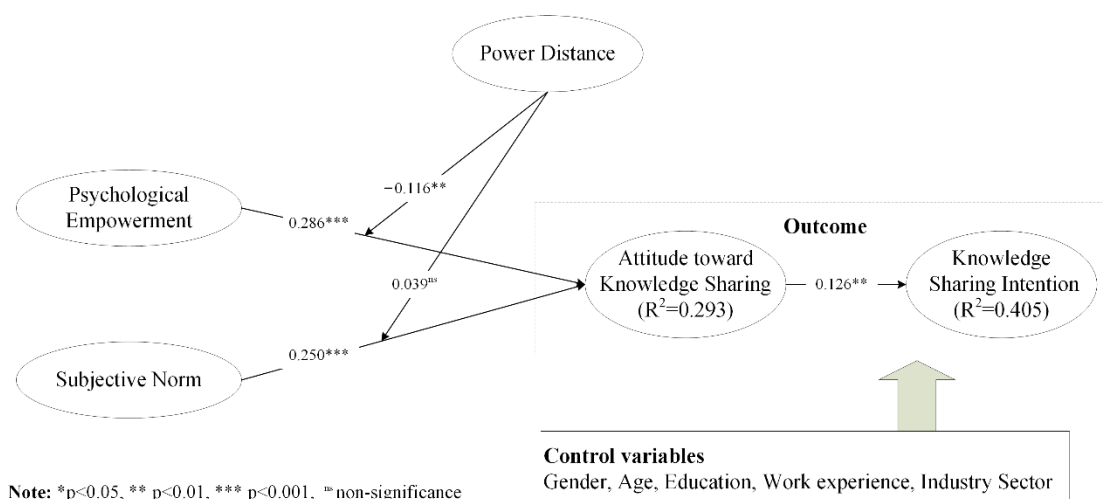 Power Distance
−0.116**
Psychological
Empowerment
0.286***
Outcome
Attitude toward
Knowledge Sharing
(R²=0.293)
0.126**
Knowledge
Sharing Intention
(R²=0.405)
0.039ⁿˢ
0.250***
Subjective Norm
Control variables
Gender, Age, Education, Work experience, Industry Sector
Note: *p<0.05, ** p<0.01, *** p<0.001, ⁿˢ non-significance